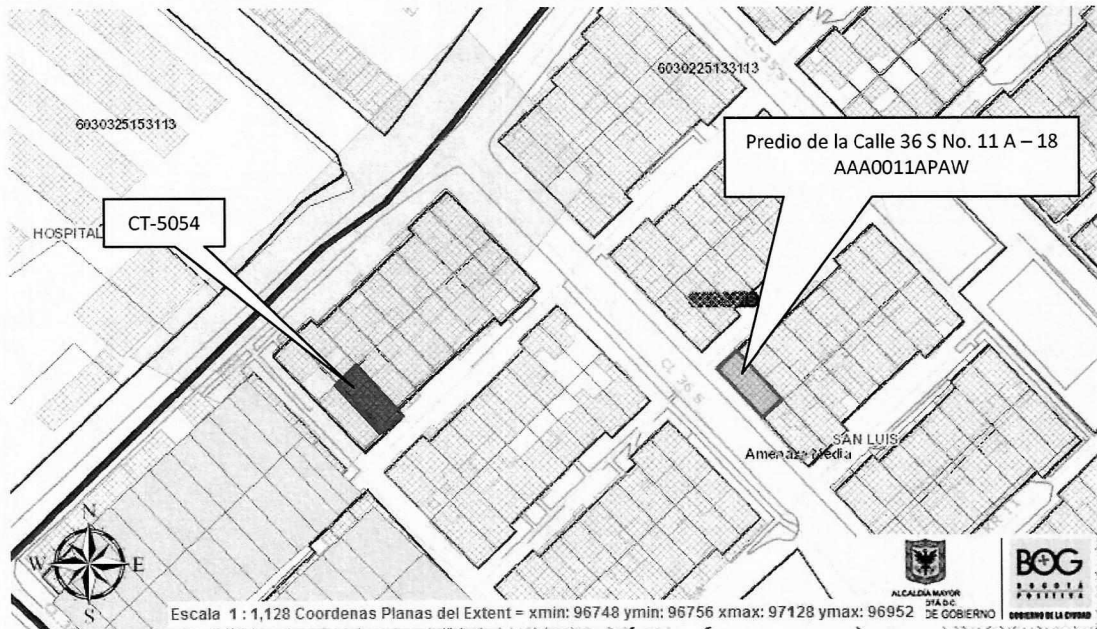 6030225133113
6030325153113
Predio de la Calle 36 S No. 11 A – 18
AAA0011APAW
HOSPITAL
CT-5054
CL 36 S
SAN LUIS
Amenaza Media
N
W E
S
ALCALDIA MAYOR
DE GOBIERNO
BOG
BOGOTÁ
POSITIVA
GOBIERNO DE LA CIUDAD
Escala 1 : 1,128 Coordenas Planas del Extent = xmin: 96748 ymin: 96756 xmax: 97128 ymax: 96952